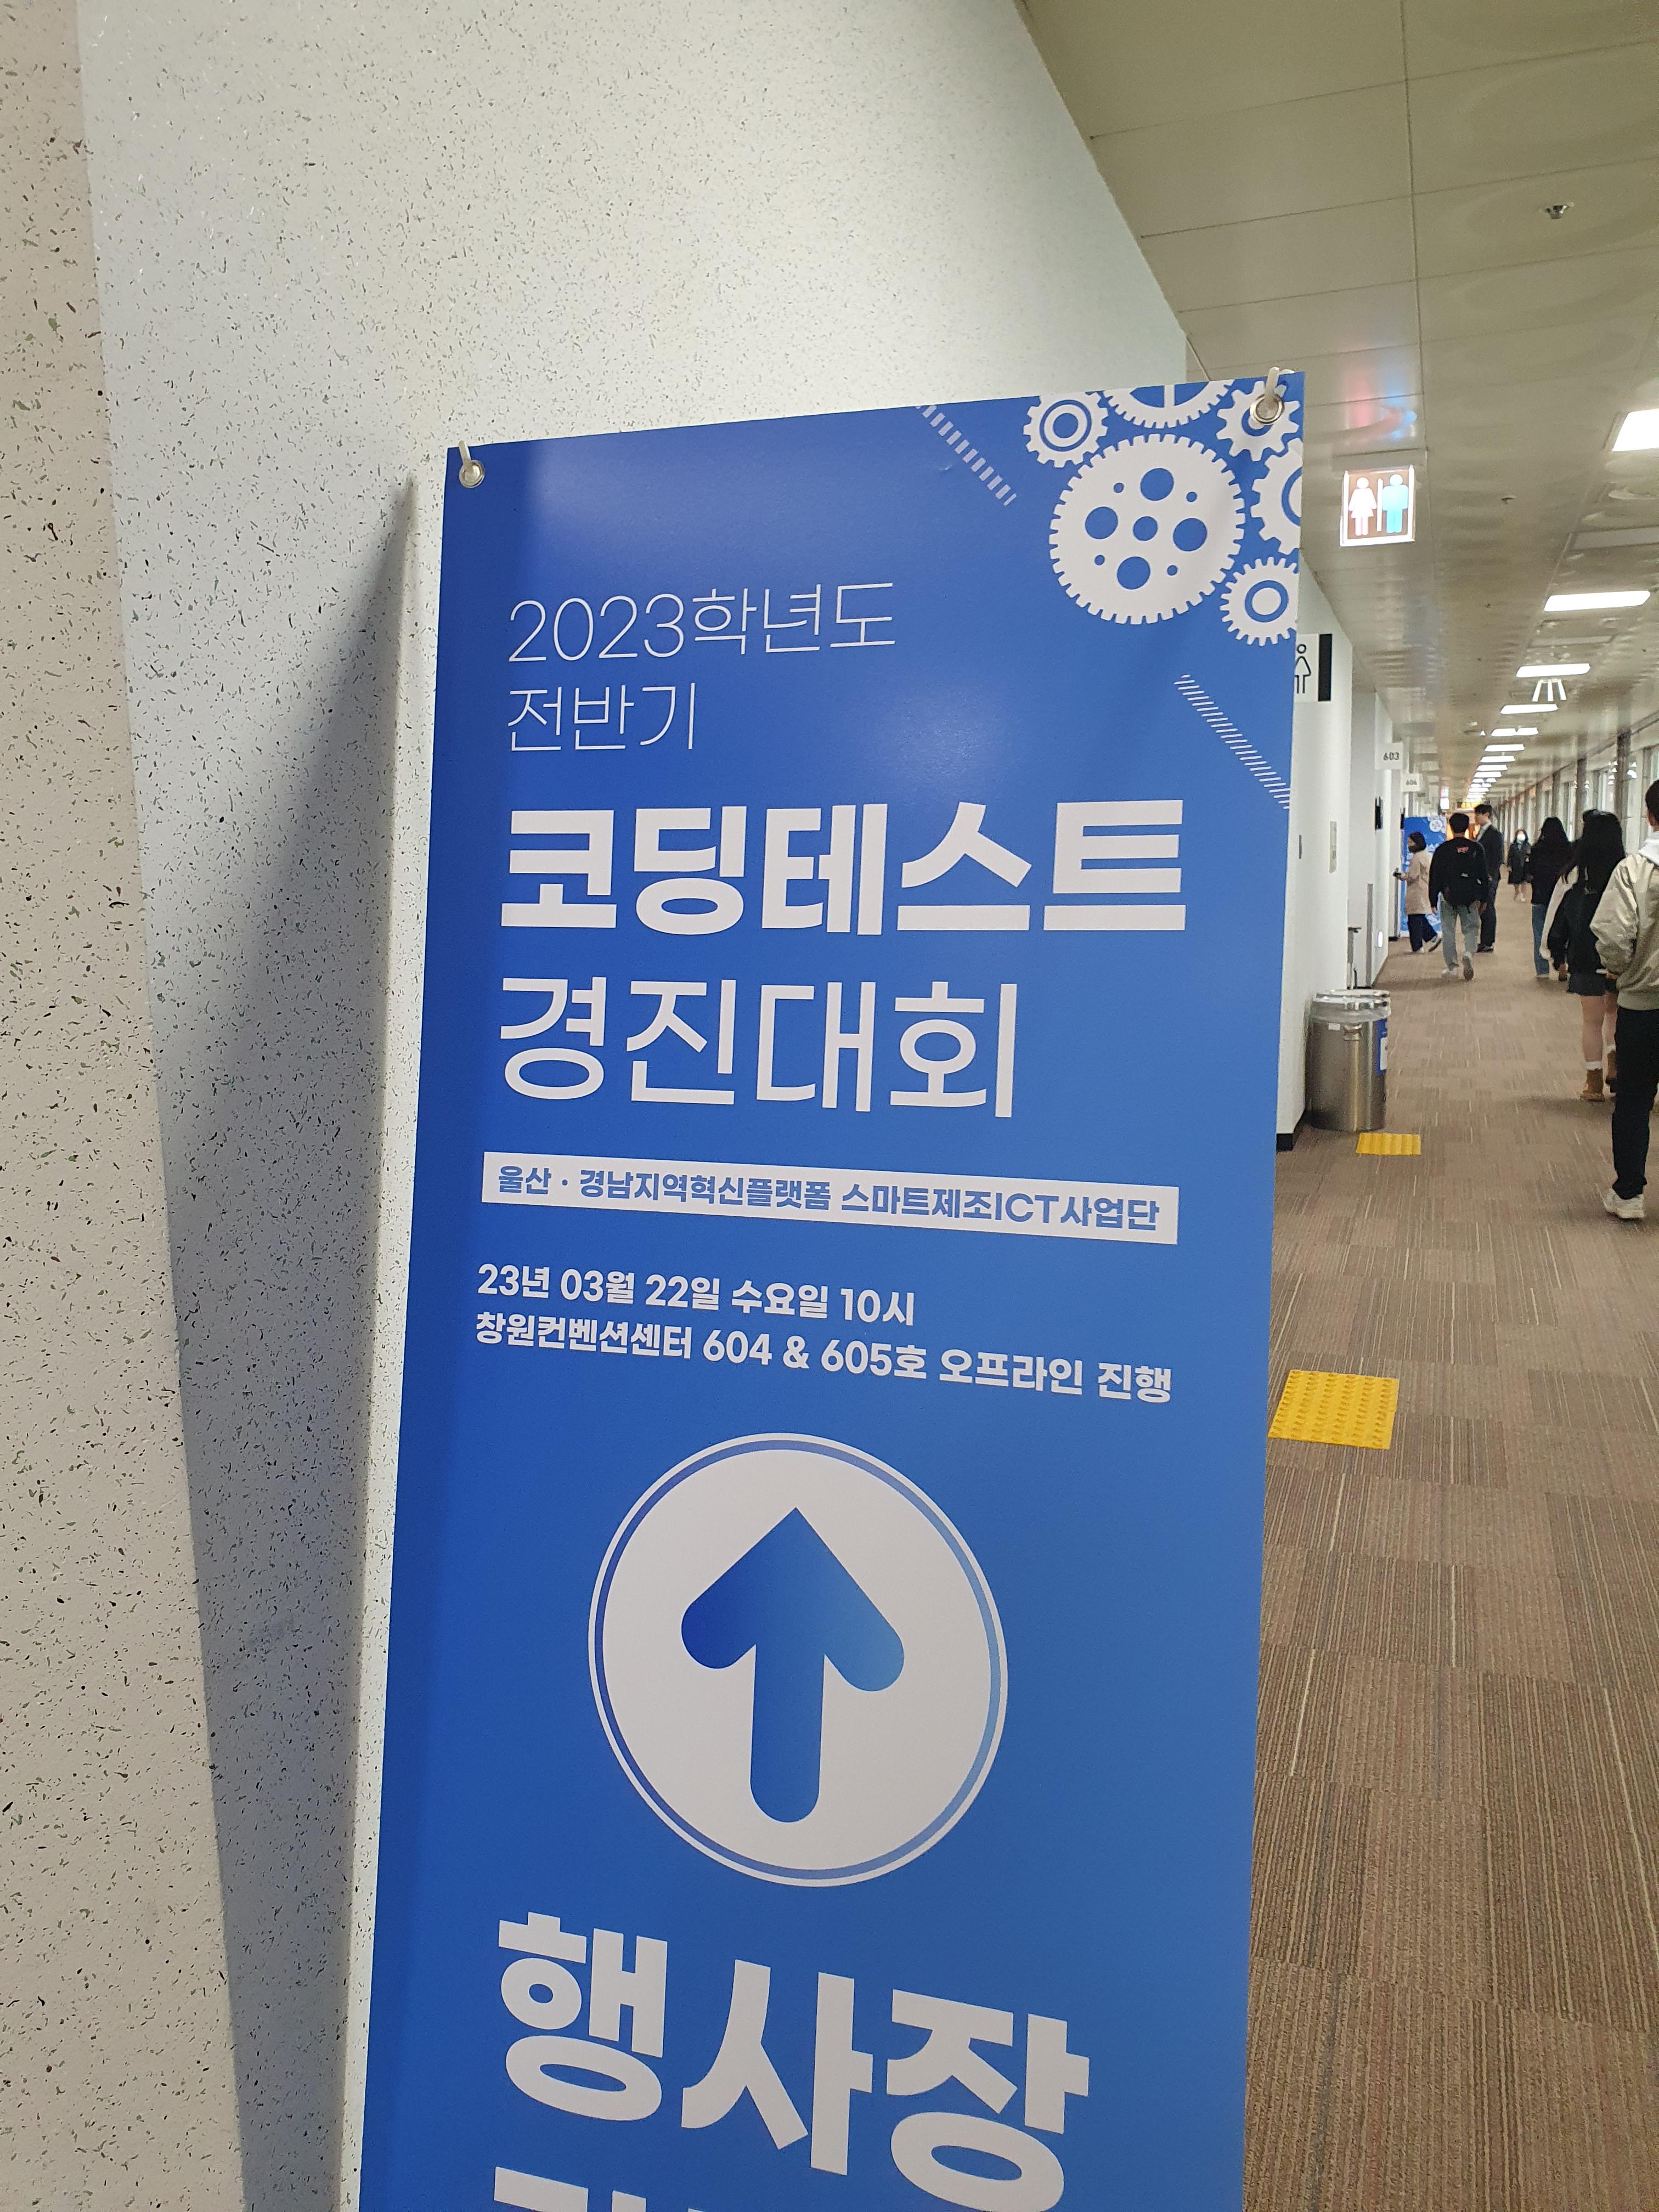 2023학년도
전반기
코딩테스트
경진대회
울산 · 경남지역혁신플랫폼 스마트제조ICT사업단
23년 03월 22일 수요일 10시
창원컨벤션센터 604 & 605호 오프라인 진행
행사장
603
604